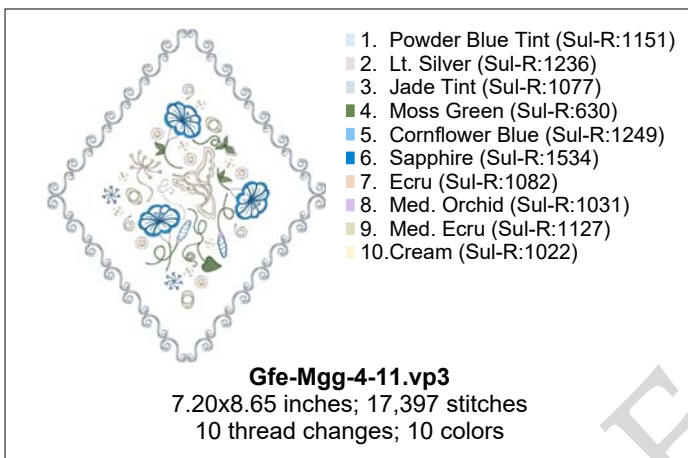 1. Powder Blue Tint (Sul-R:1151)
2. Lt. Silver (Sul-R:1236)
3. Jade Tint (Sul-R:1077)
4. Moss Green (Sul-R:630)
5. Cornflower Blue (Sul-R:1249)
6. Sapphire (Sul-R:1534)
7. Ecru (Sul-R:1082)
8. Med. Orchid (Sul-R:1031)
9. Med. Ecru (Sul-R:1127)
10.Cream (Sul-R:1022)
Gfe-Mgg-4-11.vp3
7.20x8.65 inches; 17,397 stitches
10 thread changes; 10 colors